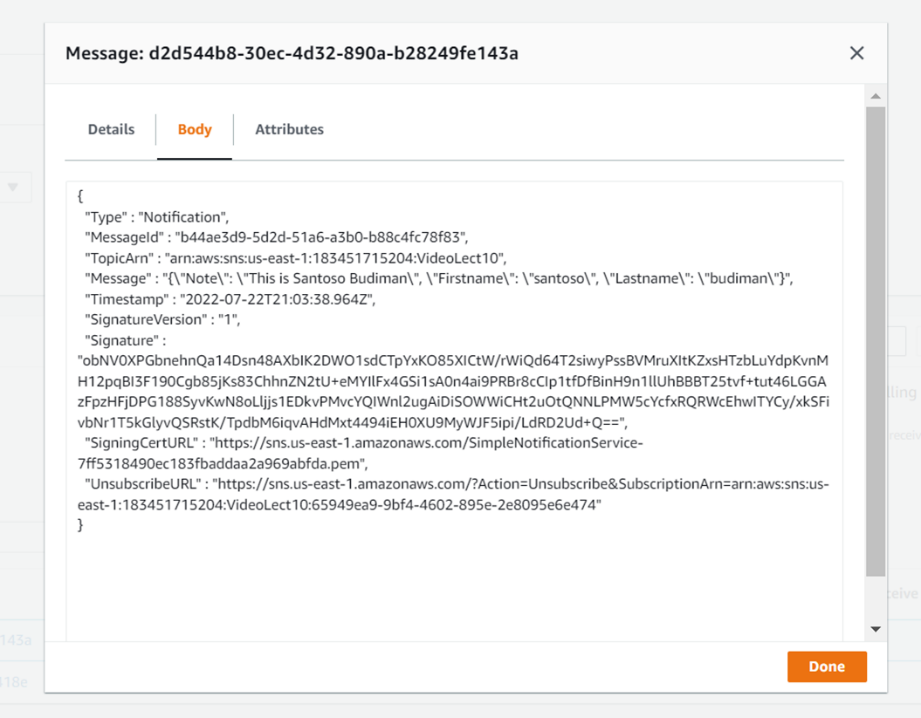 Message: d2d544b8-30ec-4d32-890a-b28249fe143a
Details
Body
Attributes
{
"Type" : "Notification",
"MessageId" : "b44ae3d9-5d2d-51a6-a3b0-b88c4fc78f83",
"TopicArn" : "arn:aws:sns:us-east-1:183451715204:VideoLect10",
"Message" : "{\"Note\": \"This is Santoso Budiman\", \"Firstname\": \"santoso\", \"Lastname\": \"budiman\"}",
"Timestamp" : "2022-07-22T21:03:38.964Z",
"SignatureVersion" : "1",
"Signature" :
"obNV0XPGbnehnQa14Dsn48AXbIK2DWO1sdCTpYxKO85XICtW/rWiQd64T2siwyPssBVMruXItKZxsHTzbLuYdpKvnM
H12pqBI3F190Cgb85jKs83ChhnZN2tU+eMYIlFx4GSi1sA0n4ai9PRBr8cCIp1tfDfBinH9n1llUhBBBT25tvf+tut46LGGA
zFpzHFjDPG188SyvKwN8oLljjs1EDkvPMvcYQIWnl2ugAiDiSOWWiCHt2uOtQNNLPMW5cYcfxRQRWcEhwITYCy/xkSFi
vbNr1T5kGlyvQSRstK/TpdbM6iqvAHdMxt4494iEH0XU9MyWJF5ipi/LdRD2Ud+Q==",
"SigningCertURL" : "https://sns.us-east-1.amazonaws.com/SimpleNotificationService-
7ff5318490ec183fbaddaa2a969abfda.pem",
"UnsubscribeURL" : "https://sns.us-east-1.amazonaws.com/?Action=Unsubscribe&SubscriptionArn=arn:aws:sns:us-
east-1:183451715204:VideoLect10:65949ea9-9bf4-4602-895e-2e8095e6e474"
}
Done
143a
418e